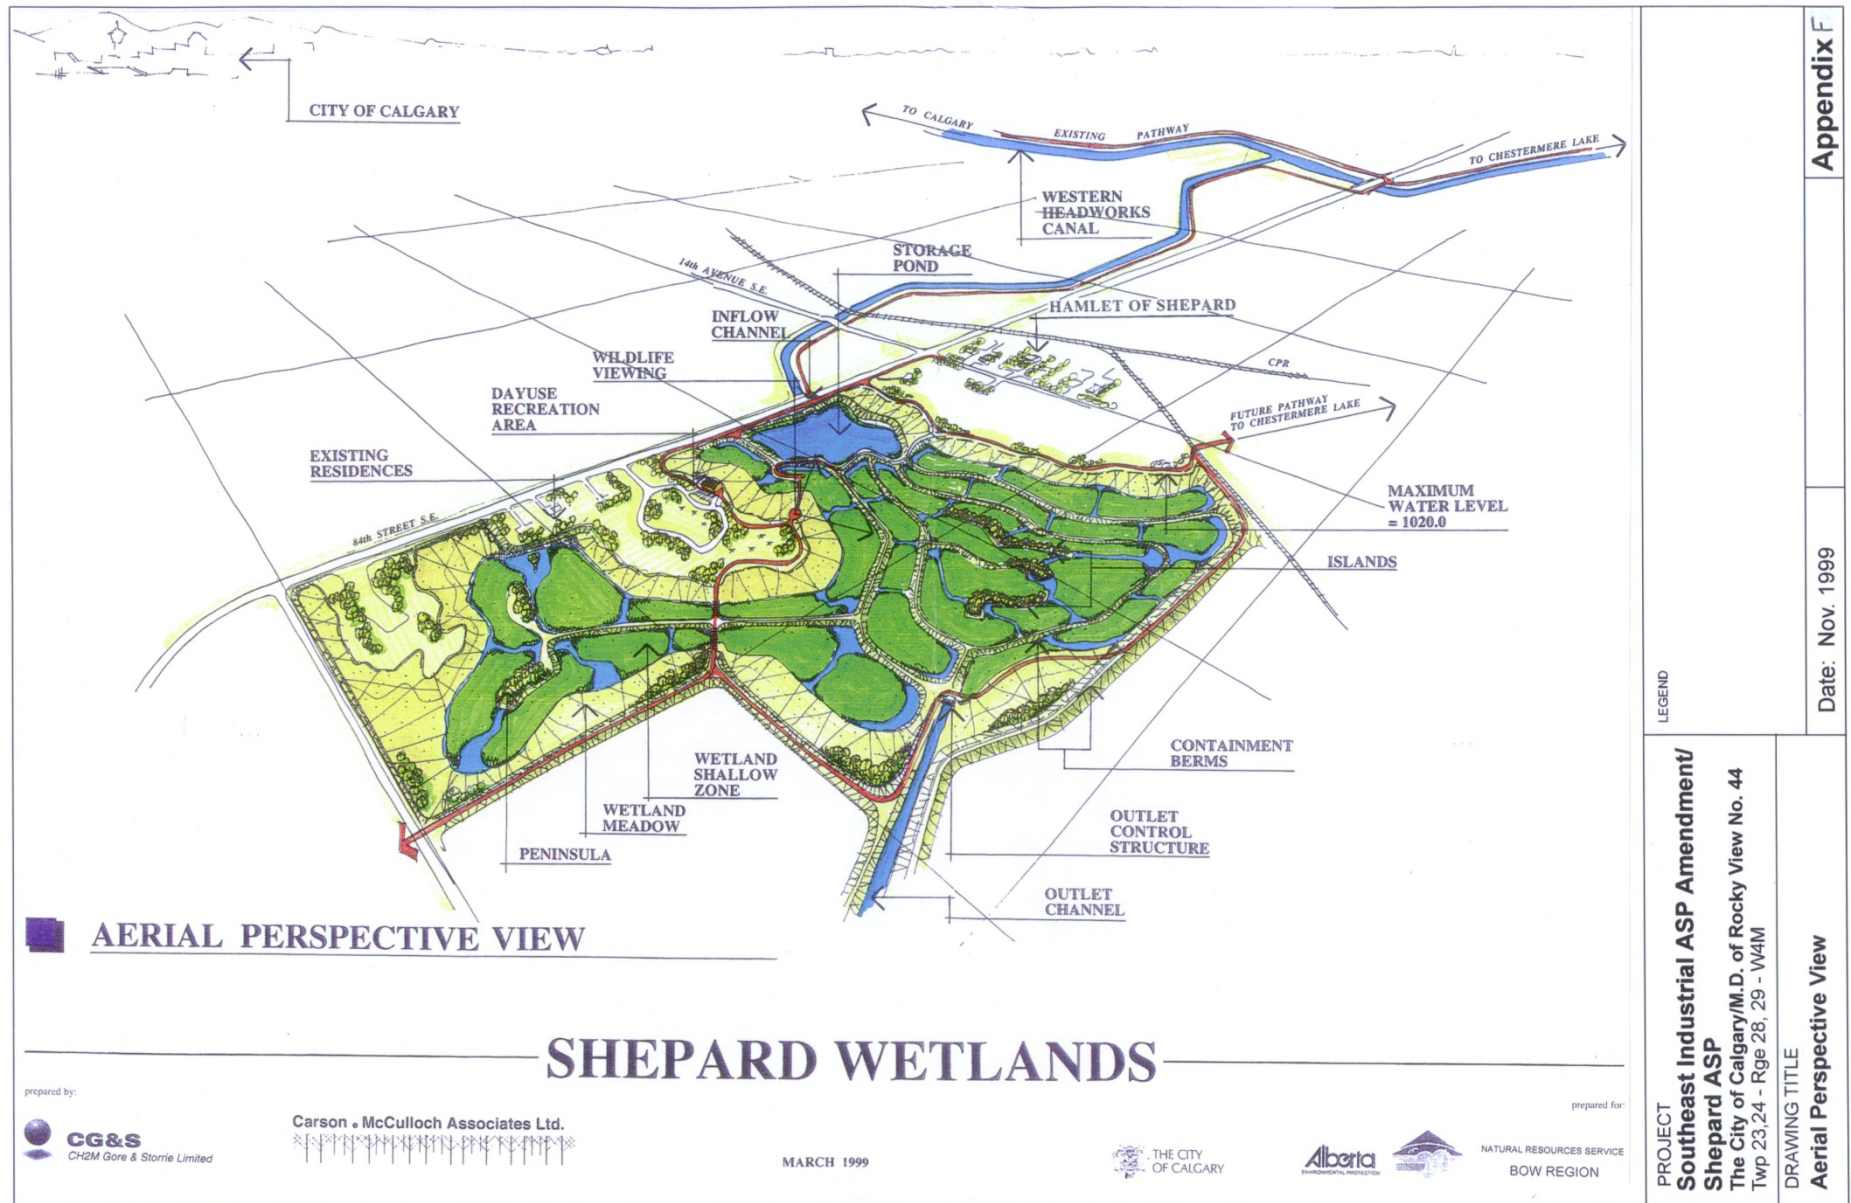 CITY OF CALGARY
TO CALGARY
EXISTING PATHWAY
TO CHESTERMERE LAKE
WESTERN
HEADWORKS
CANAL
STORAGE
POND
14th AVENUE S.E.
INFLOW
CHANNEL
HAMLET OF SHEPARD
WILDLIFE
VIEWING
CPR
DAYUSE
RECREATION
AREA
FUTURE PATHWAY
TO CHESTERMERE LAKE
EXISTING
RESIDENCES
MAXIMUM
WATER LEVEL
= 1020.0
84th STREET S.E.
ISLANDS
CONTAINMENT
BERMS
WETLAND
SHALLOW
ZONE
WETLAND
MEADOW
OUTLET
CONTROL
STRUCTURE
PENINSULA
OUTLET
CHANNEL
AERIAL PERSPECTIVE VIEW
SHEPARD WETLANDS
prepared by:
CG&S
CH2M Gore & Storrie Limited
Carson • McCulloch Associates Ltd.
MARCH 1999
prepared for:
THE CITY
OF CALGARY
Alberta
ENVIRONMENTAL PROTECTION
NATURAL RESOURCES SERVICE
BOW REGION
Appendix F
Date: Nov. 1999
LEGEND
PROJECT
Southeast Industrial ASP Amendment/
Shepard ASP
The City of Calgary/M.D. of Rocky View No. 44
Twp 23,24 - Rge 28, 29 - W4M
DRAWING TITLE
Aerial Perspective View